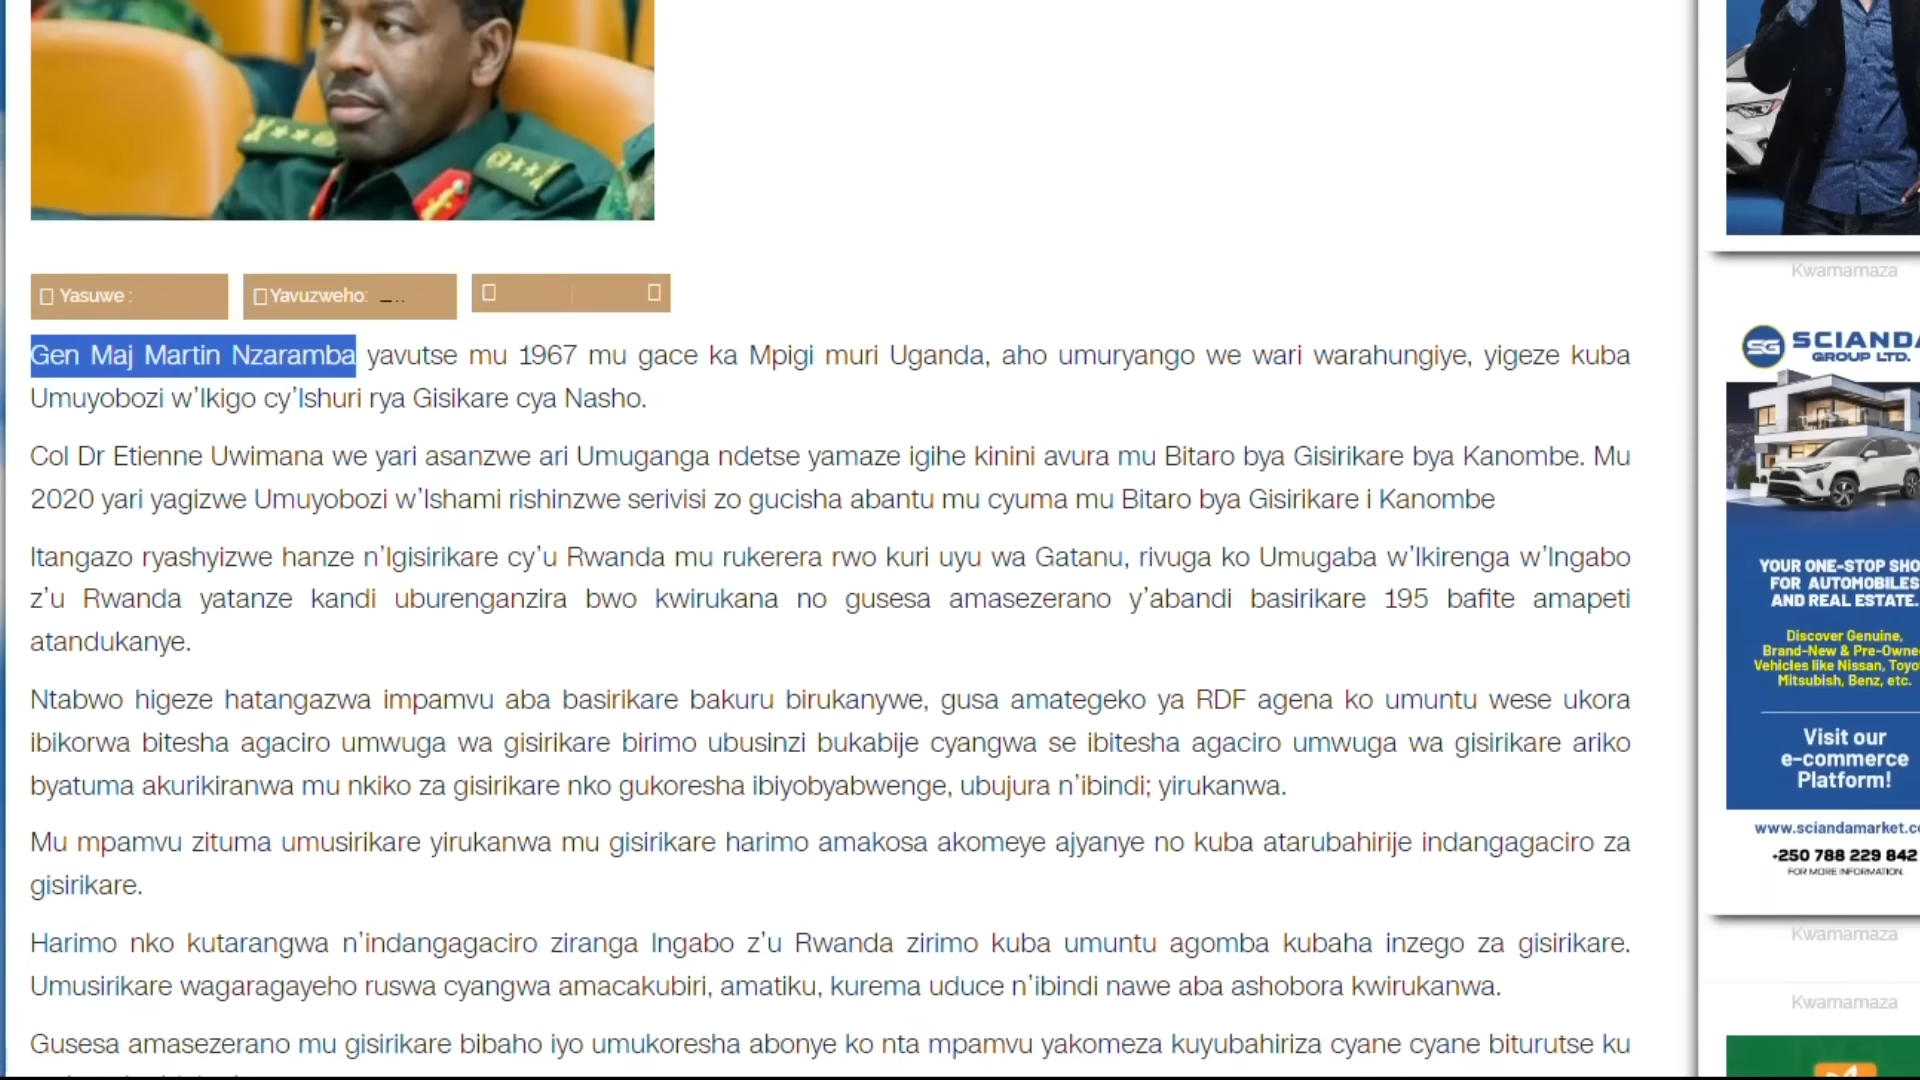 Yasuwe :
Yavuzweho:
Gen Maj Martin Nzaramba yavutse mu 1967 mu gace ka Mpigi muri Uganda, aho umuryango we wari warahungiye, yigeze kuba
Umuyobozi w'Ikigo cy'Ishuri rya Gisikare cya Nasho.
Col Dr Etienne Uwimana we yari asanzwe ari Umuganga ndetse yamaze igihe kinini avura mu Bitaro bya Gisirikare bya Kanombe. Mu
2020 yari yagizwe Umuyobozi w'Ishami rishinzwe serivisi zo gucisha abantu mu cyuma mu Bitaro bya Gisirikare i Kanombe
Itangazo ryashyizwe hanze n'Igisirikare cy'u Rwanda mu rukerera rwo kuri uyu wa Gatanu, rivuga ko Umugaba w'Ikirenga w'Ingabo
z'u Rwanda yatanze kandi uburenganzira bwo kwirukana no gusesa amasezerano y'abandi basirikare 195 bafite amapeti
atandukanye.
Ntabwo higeze hatangazwa impamvu aba basirikare bakuru birukanywe, gusa amategeko ya RDF agena ko umuntu wese ukora
ibikorwa bitesha agaciro umwuga wa gisirikare birimo ubusinzi bukabije cyangwa se ibitesha agaciro umwuga wa gisirikare ariko
byatuma akurikiranwa mu nkiko za gisirikare nko gukoresha ibiyobyabwenge, ubujura n'ibindi; yirukanwa.
Mu mpamvu zituma umusirikare yirukanwa mu gisirikare harimo amakosa akomeye ajyanye no kuba atarubahirije indangagaciro za
gisirikare.
Harimo nko kutarangwa n'indangagaciro ziranga Ingabo z'u Rwanda zirimo kuba umuntu agomba kubaha inzego za gisirikare.
Umusirikare wagaragayeho ruswa cyangwa amacakubiri, amatiku, kurema uduce n'ibindi nawe aba ashobora kwirukanwa.
Gusesa amasezerano mu gisirikare bibaho iyo umukoresha abonye ko nta mpamvu yakomeza kuyubahiriza cyane cyane biturutse ku
Kwamamaza
SG SCIANDA
GROUP LTD.
YOUR ONE-STOP SHO
FOR AUTOMOBILES
AND REAL ESTATE.
Discover Genuine,
Brand-New & Pre-Owne
Vehicles like Nissan, Toyo
Mitsubish, Benz, etc.
Visit our
e-commerce
Platform!
www.sciandamarket.co
+250 788 229 842
FOR MORE INFORMATION.
Kwamamaza
Kwamamaza